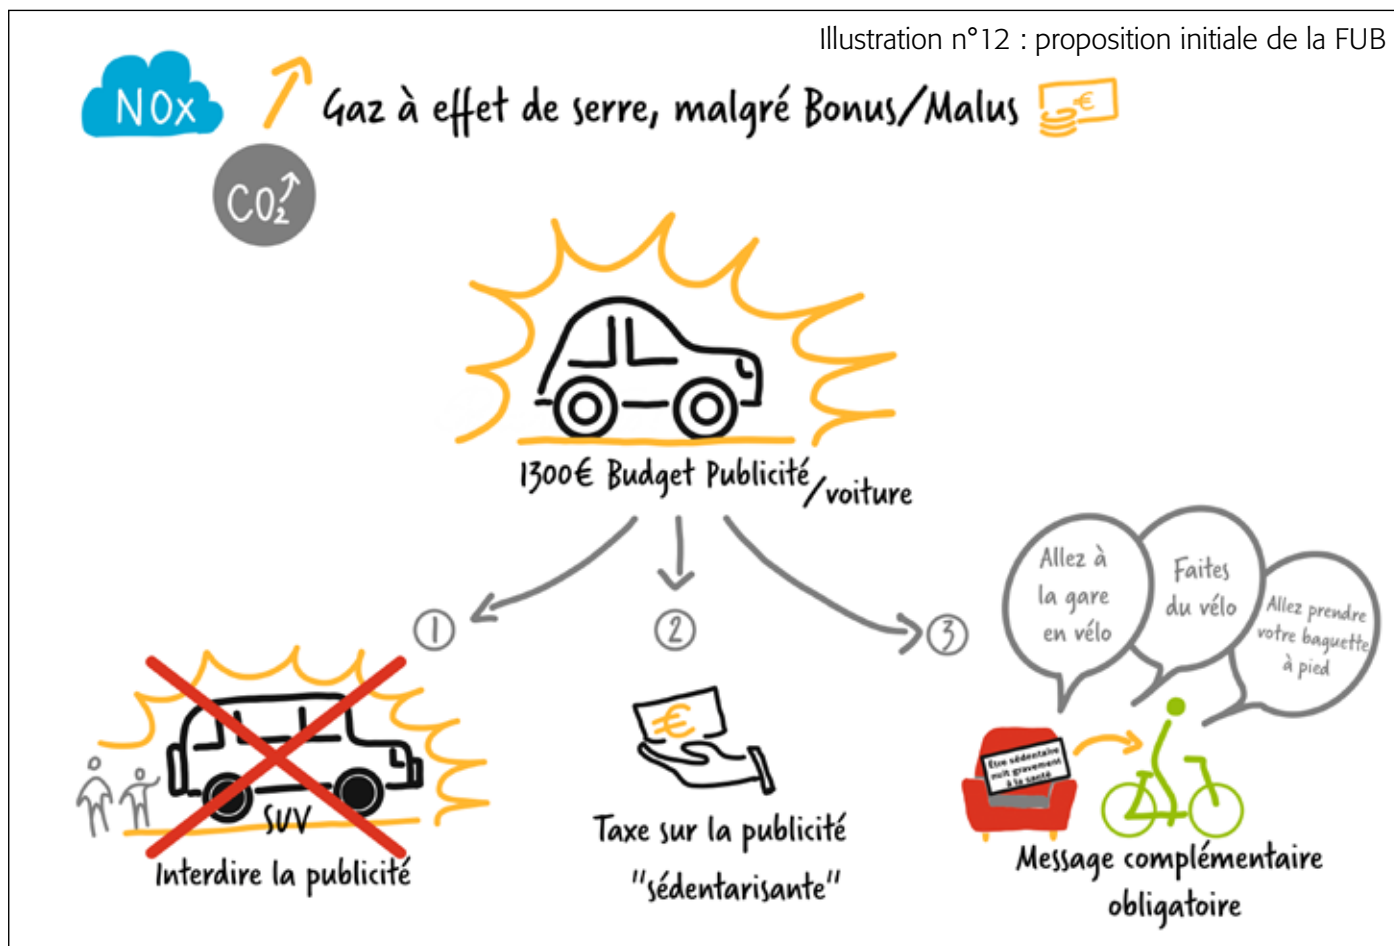 Illustration n°12 : proposition initiale de la FUB
NOx
Gaz à effet de serre, malgré Bonus/Malus
€
CO₂
1300€ Budget Publicité/voiture
1
2
3
Allez à
la gare
en vélo
Faites
du vélo
Allez prendre
votre baguette
à pied
SUV
Interdire la publicité
€
Taxe sur la publicité
"sédentarisante"
Être sédentaire
nuit gravement
à la santé
Message complémentaire
obligatoire